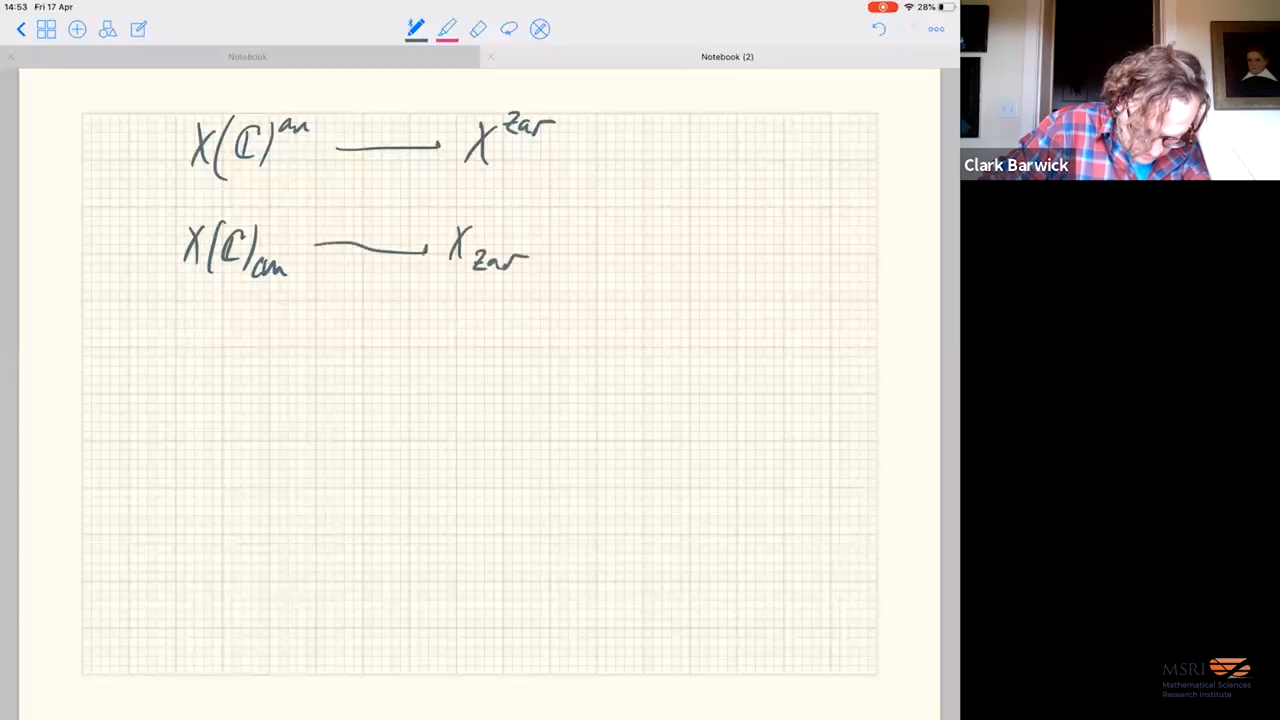 14:53 Fri 17 Apr 28%
Notebook Notebook (2)
X(ℂ)^an → X^zar
X(ℂ)_an → X_zar
Clark Barwick
MSRI
Mathematical Sciences
Research Institute